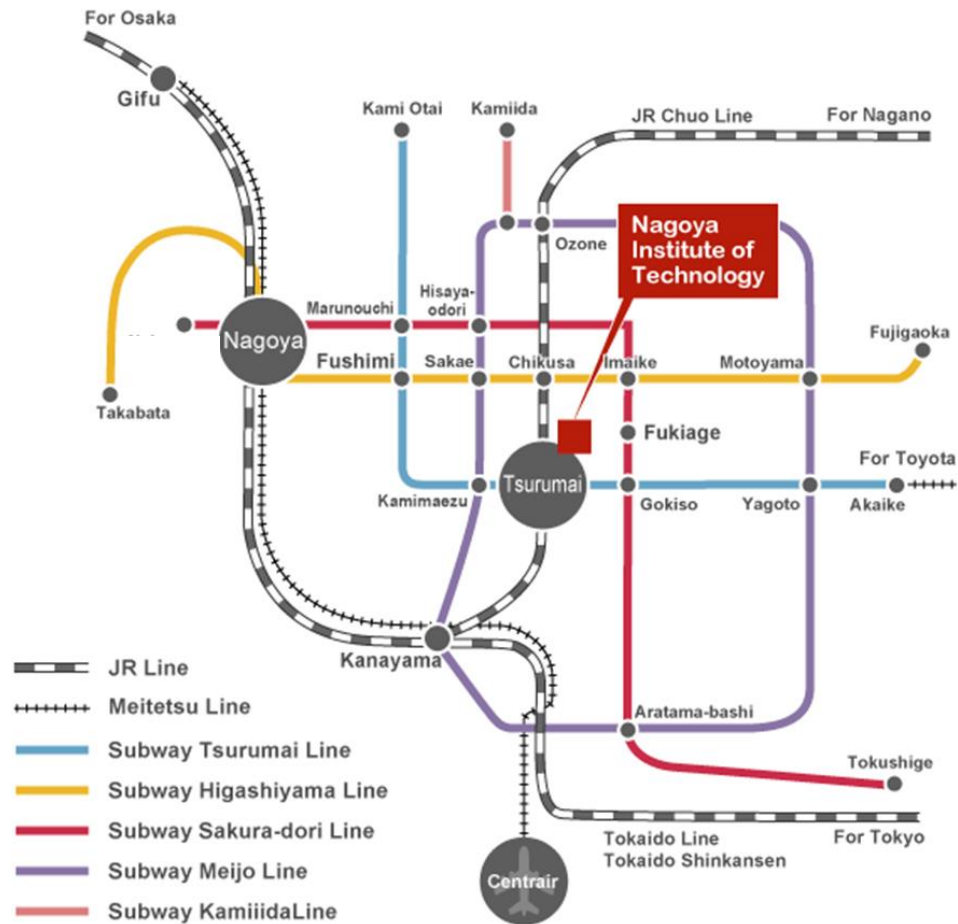 For Osaka
Gifu
Kami Otai
Kamiida
JR Chuo Line
For Nagano
Ozone
Nagoya
Institute of
Technology
Marunouchi
Hisaya-
odori
Nagoya
Fujigaoka
Fushimi
Sakae
Chikusa
Imaike
Motoyama
Takabata
Fukiage
For Toyota
Tsurumai
Kamimaezu
Gokiso
Yagoto
Akaike
Kanayama
JR Line
Meitetsu Line
Aratama-bashi
Subway Tsurumai Line
Tokushige
Subway Higashiyama Line
Subway Sakura-dori Line
Tokaido Line
Tokaido Shinkansen
For Tokyo
Subway Meijo Line
Centrair
Subway KamiiidaLine